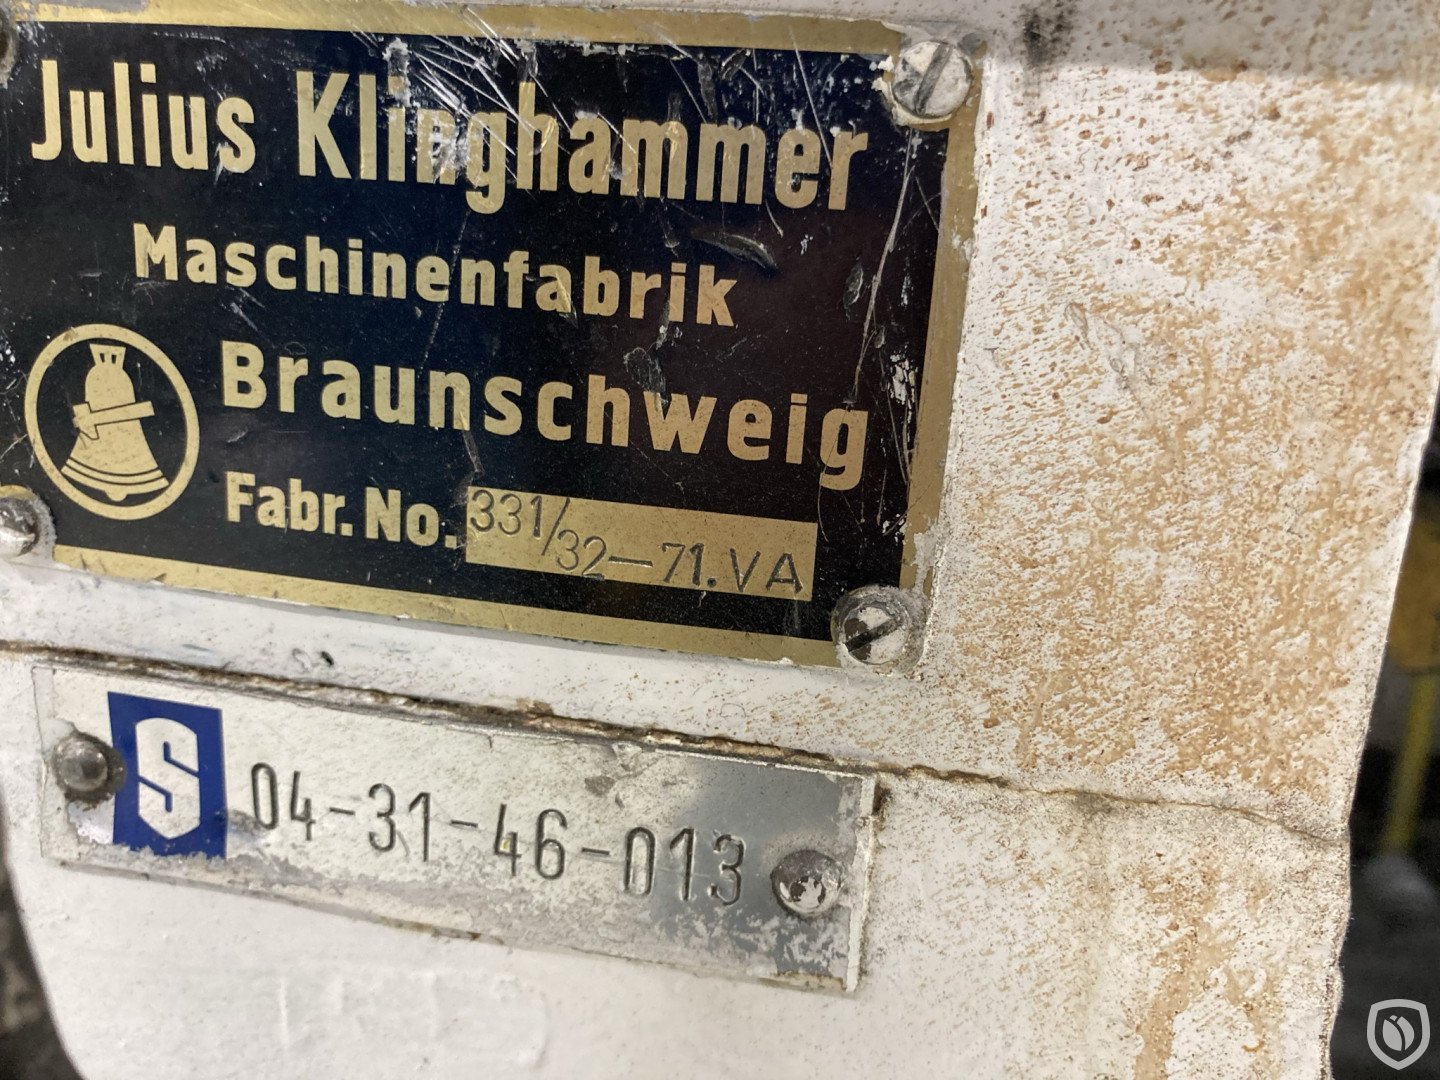 Julius Klinghammer
Maschinenfabrik
Braunschweig
Fabr. No. 331/32-71.VA
S 04-31-46-013